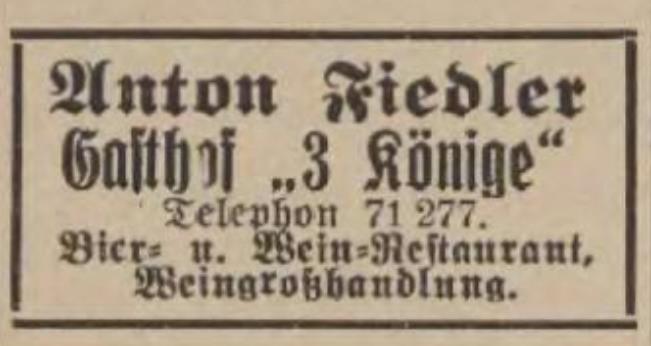 Anton Fiedler
Gasthof „3 Könige“
Telephon 71 277.
Bier- u. Wein-Restaurant,
Weingroßhandlung.